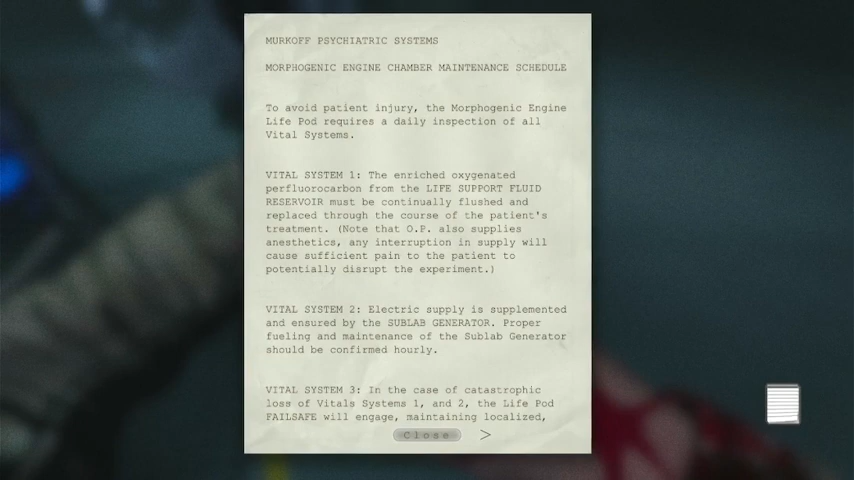 MURKOFF PSYCHIATRIC SYSTEMS
MORPHOGENIC ENGINE CHAMBER MAINTENANCE SCHEDULE
To avoid patient injury, the Morphogenic Engine
Life Pod requires a daily inspection of all
Vital Systems.
VITAL SYSTEM 1: The enriched oxygenated
perfluorocarbon from the LIFE SUPPORT FLUID
RESERVOIR must be continually flushed and
replaced through the course of the patient's
treatment. (Note that O.P. also supplies
anesthetics, any interruption in supply will
cause sufficient pain to the patient to
potentially disrupt the experiment.)
VITAL SYSTEM 2: Electric supply is supplemented
and ensured by the SUBLAB GENERATOR. Proper
fueling and maintenance of the Sublab Generator
should be confirmed hourly.
VITAL SYSTEM 3: In the case of catastrophic
loss of Vitals Systems 1, and 2, the Life Pod
FAILSAFE will engage, maintaining localized,
Close >